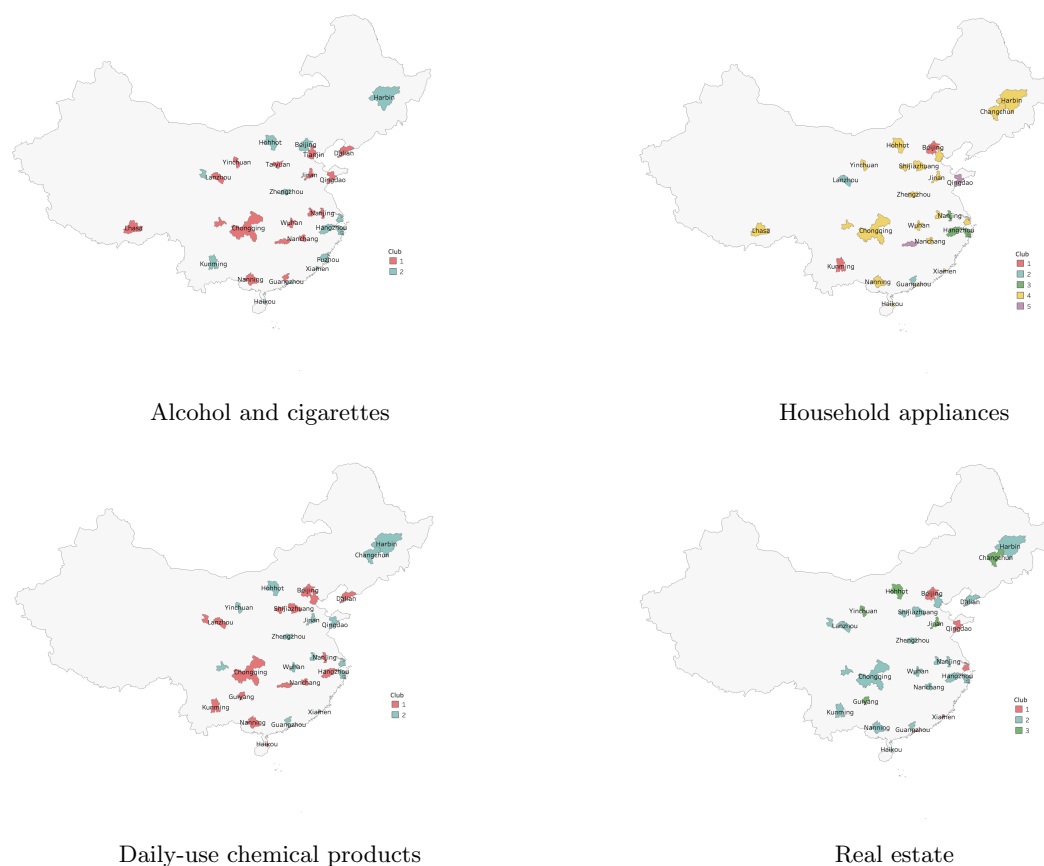 Harbin
Hohhot
Beijing
Tianjin
Dalian
Yinchuan
Taiyuan
Lanzhou
Jinan
Qingdao
Zhengzhou
Lhasa
Chongqing
Wuhan
Nanjing
Hangzhou
Nanchang
Kunming
Fuzhou
Xiamen
Nanning
Guangzhou
Haikou
Club
1
2
Alcohol and cigarettes
Harbin
Changchun
Hohhot
Beijing
Yinchuan
Shijiazhuang
Lanzhou
Jinan
Qingdao
Zhengzhou
Lhasa
Chongqing
Wuhan
Nanjing
Hangzhou
Nanchang
Kunming
Xiamen
Nanning
Guangzhou
Haikou
Club
1
2
3
4
5
Household appliances
Harbin
Changchun
Hohhot
Beijing
Dalian
Yinchuan
Shijiazhuang
Lanzhou
Jinan
Qingdao
Zhengzhou
Chongqing
Wuhan
Nanjing
Hangzhou
Nanchang
Guiyang
Kunming
Xiamen
Nanning
Guangzhou
Haikou
Club
1
2
Daily-use chemical products
Harbin
Changchun
Hohhot
Beijing
Dalian
Yinchuan
Shijiazhuang
Lanzhou
Jinan
Qingdao
Zhengzhou
Chongqing
Wuhan
Nanjing
Hangzhou
Nanchang
Guiyang
Kunming
Xiamen
Nanning
Guangzhou
Haikou
Club
1
2
3
Real estate